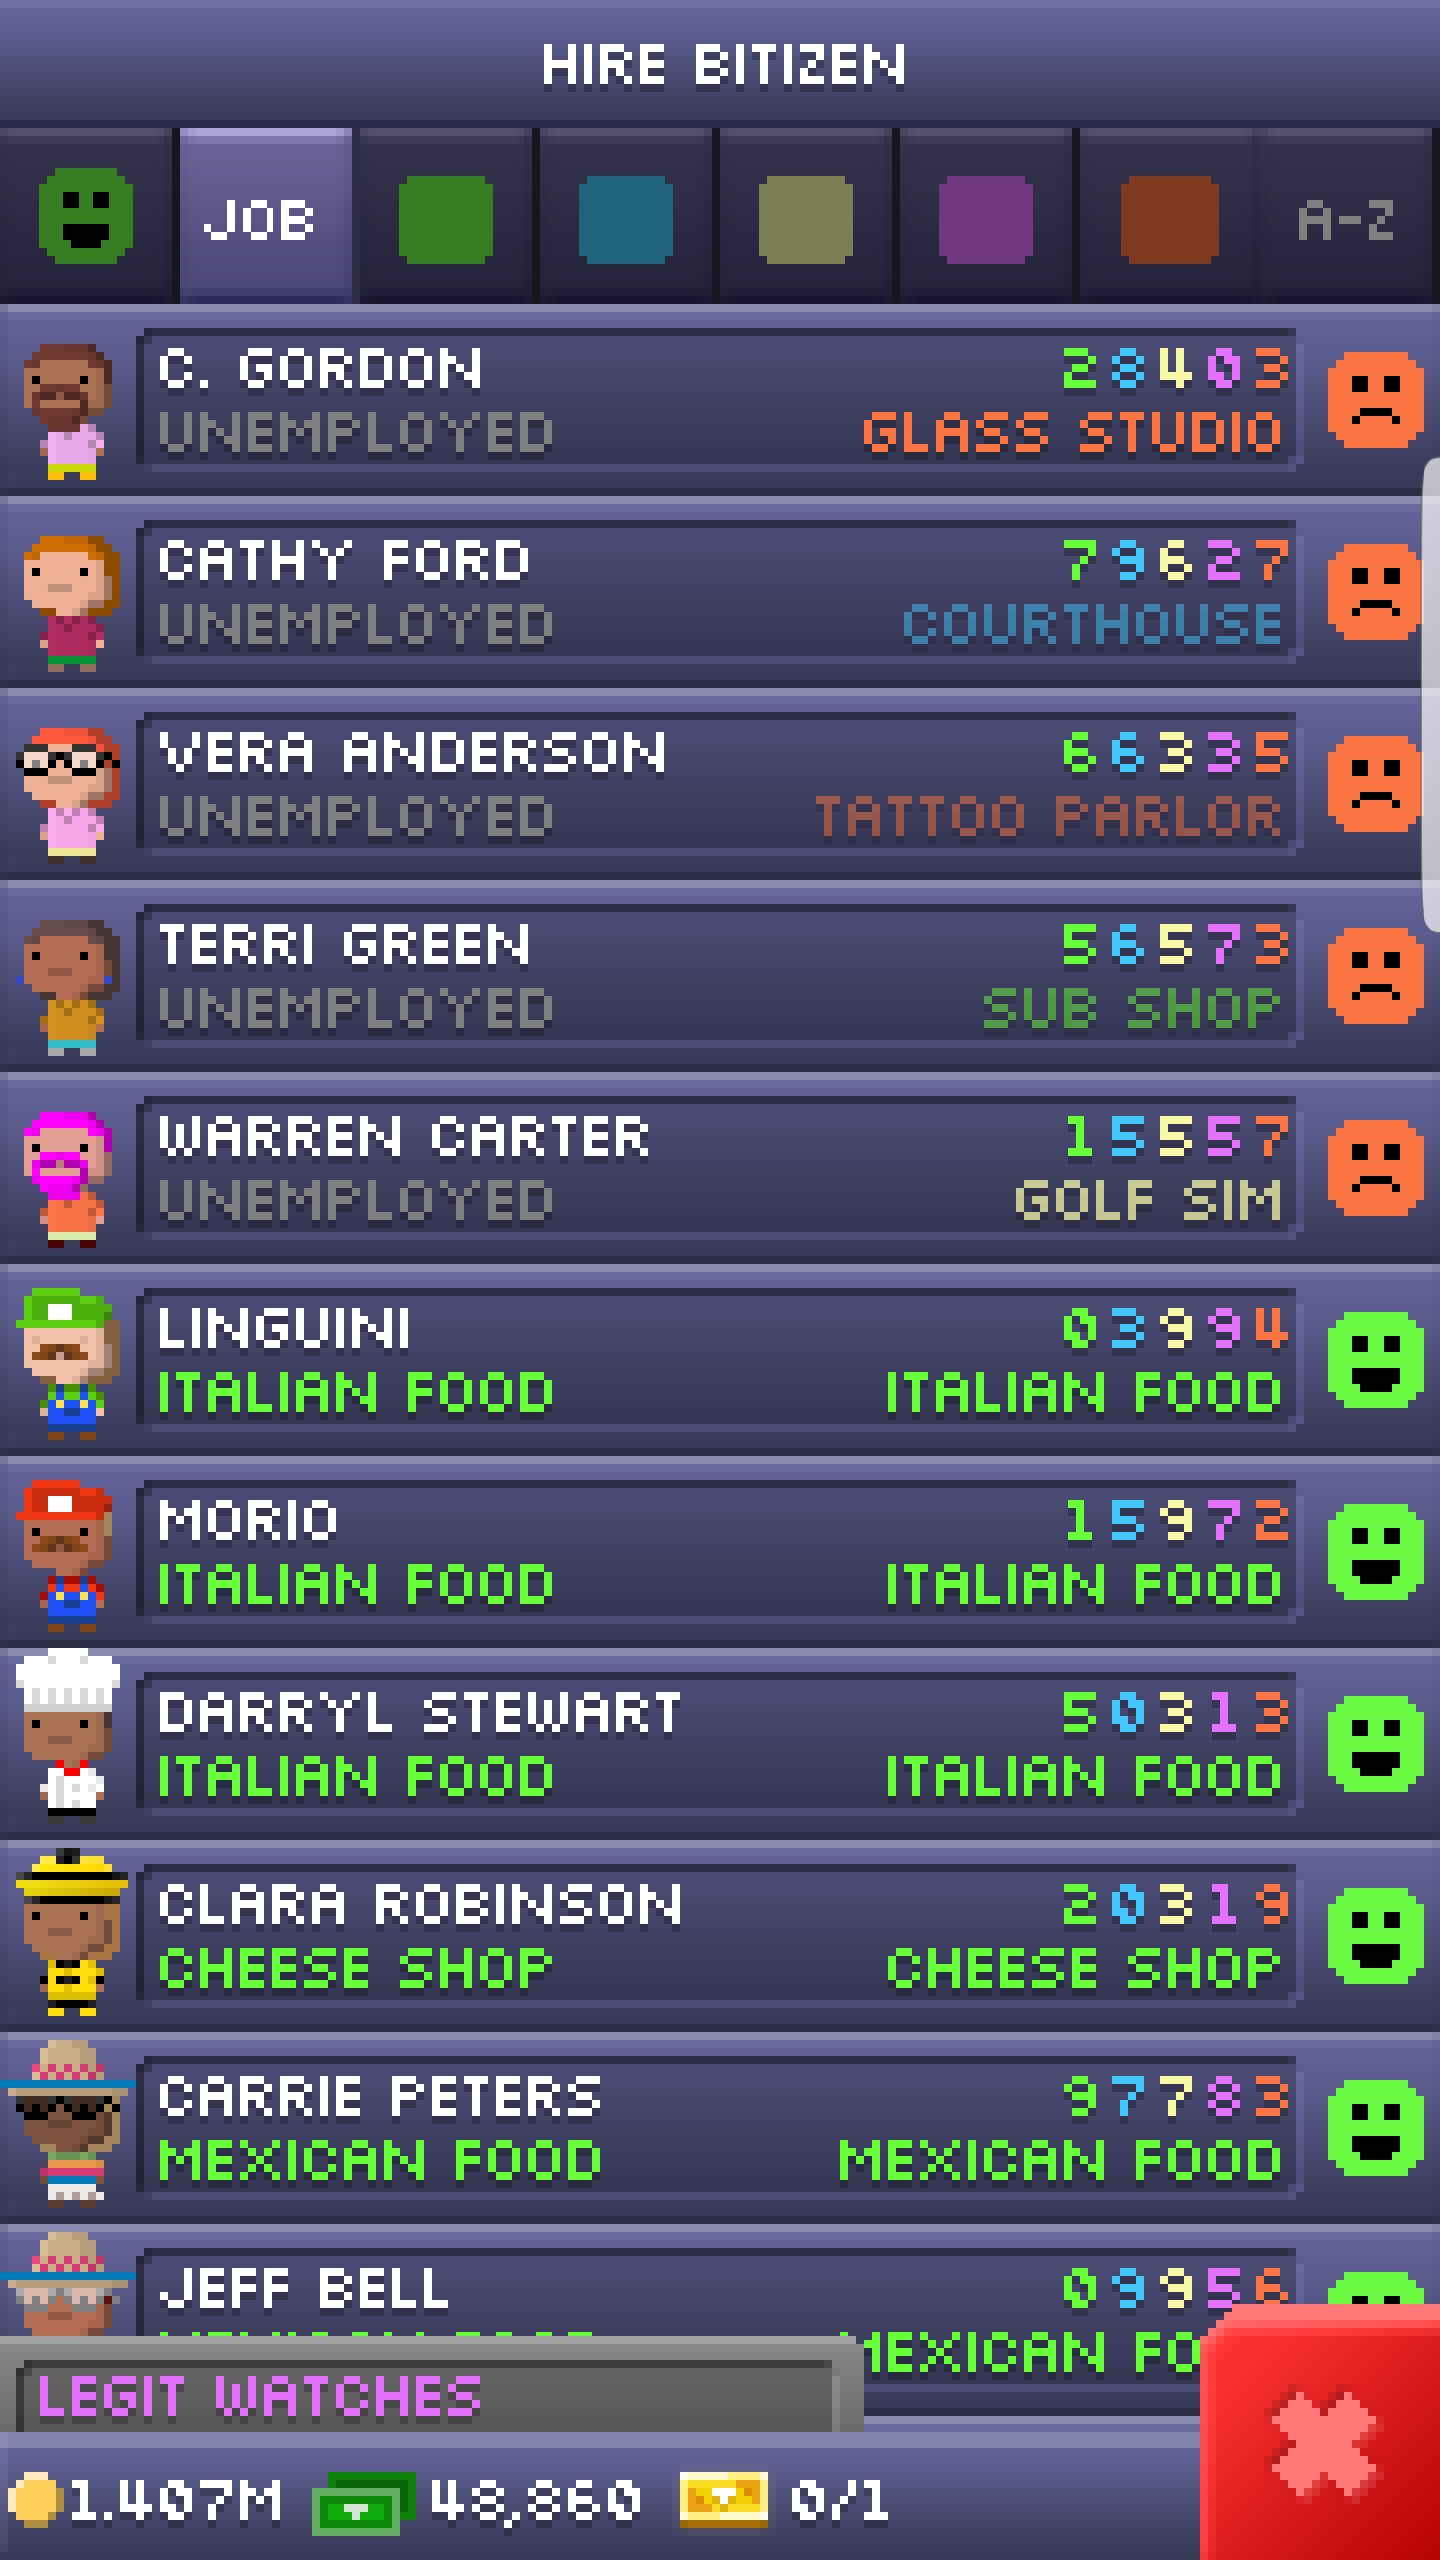 HIRE BITIZEN
JOB
A-Z
C. GORDON 28403
UNEMPLOYED GLASS STUDIO
CATHY FORD 79627
UNEMPLOYED COURTHOUSE
VERA ANDERSON 66335
UNEMPLOYED TATTOO PARLOR
TERRI GREEN 56573
UNEMPLOYED SUB SHOP
WARREN CARTER 15557
UNEMPLOYED GOLF SIM
LINGUINI 03994
ITALIAN FOOD ITALIAN FOOD
MORIO 15972
ITALIAN FOOD ITALIAN FOOD
DARRYL STEWART 50313
ITALIAN FOOD ITALIAN FOOD
CLARA ROBINSON 20319
CHEESE SHOP CHEESE SHOP
CARRIE PETERS 97783
MEXICAN FOOD MEXICAN FOOD
JEFF BELL 09956
MEXICAN FO
LEGIT WATCHES
1.407M 48,860 0/1